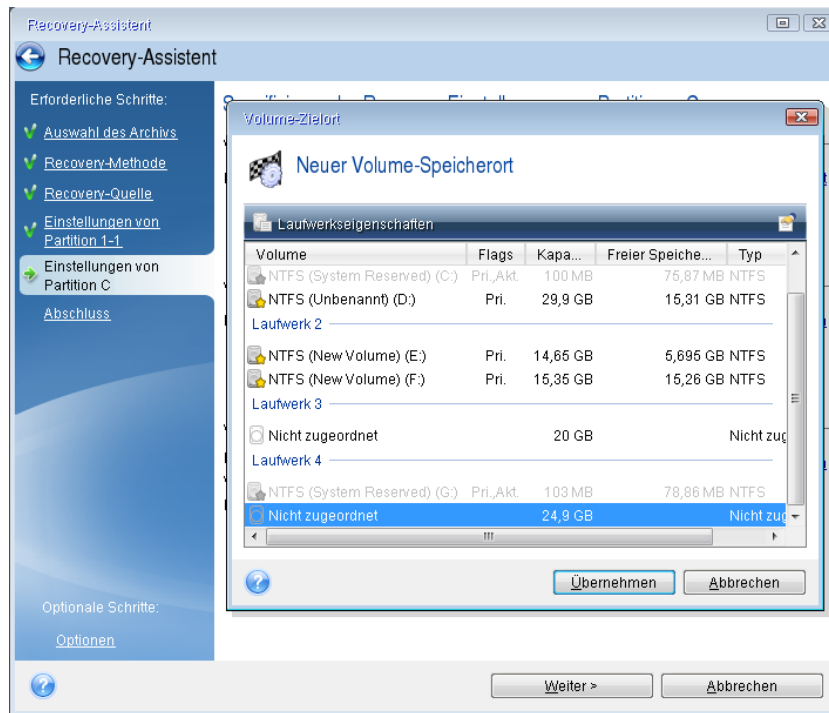 Recovery-Assistent
Recovery-Assistent
Erforderliche Schritte:
Auswahl des Archivs
Recovery-Methode
Recovery-Quelle
Einstellungen von
Partition 1-1
Einstellungen von
Partition C
Abschluss
Optionale Schritte:
Optionen
Volume-Zielort
Neuer Volume-Speicherort
Laufwerkseigenschaften
Volume Flags Kapa... Freier Speiche... Typ
NTFS (System Reserved) (C:) Pri.,Akt. 100 MB 75,87 MB NTFS
NTFS (Unbenannt) (D:) Pri. 29,9 GB 15,31 GB NTFS
Laufwerk 2
NTFS (New Volume) (E:) Pri. 14,65 GB 5,695 GB NTFS
NTFS (New Volume) (F:) Pri. 15,35 GB 15,26 GB NTFS
Laufwerk 3
Nicht zugeordnet 20 GB Nicht zug
Laufwerk 4
NTFS (System Reserved) (G:) Pri.,Akt. 103 MB 78,86 MB NTFS
Nicht zugeordnet 24,9 GB Nicht zug
Übernehmen Abbrechen
Weiter > Abbrechen